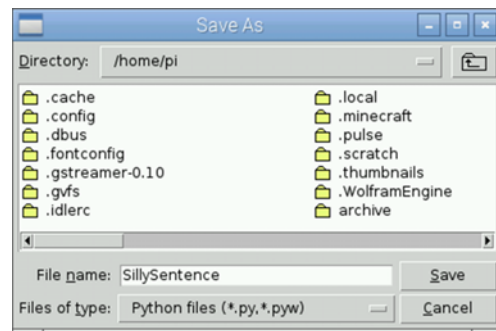 Save As
Directory: /home/pi
.cache .local
.config .minecraft
.dbus .pulse
.fontconfig .scratch
.gstreamer-0.10 .thumbnails
.gvfs .WolframEngine
.idlerc archive
File name: SillySentence Save
Files of type: Python files (*.py,*.pyw) Cancel